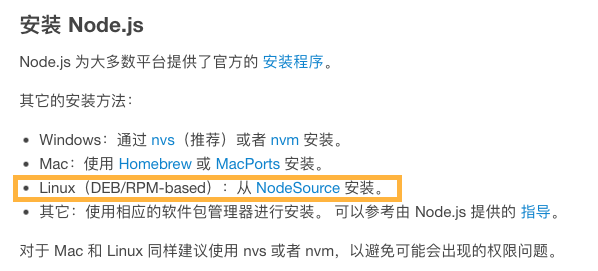 安装 Node.js
Node.js 为大多数平台提供了官方的 安装程序。
其它的安装方法：
• Windows：通过 nvs（推荐）或者 nvm 安装。
• Mac：使用 Homebrew 或 MacPorts 安装。
• Linux（DEB/RPM-based）：从 NodeSource 安装。
• 其它：使用相应的软件包管理器进行安装。 可以参考由 Node.js 提供的 指导。
对于 Mac 和 Linux 同样建议使用 nvs 或者 nvm，以避免可能会出现的权限问题。